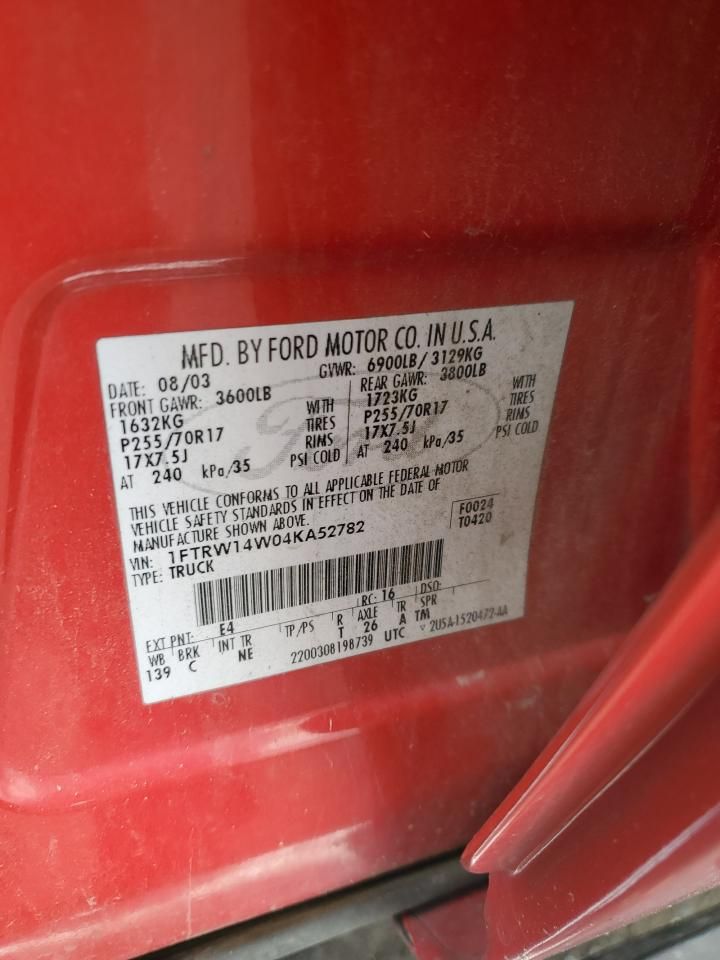 MFD. BY FORD MOTOR CO. IN U.S.A.
DATE: 08/03 GVWR: 6900LB/ 3129KG
FRONT GAWR: 3600LB REAR GAWR: 3800LB
1632KG WITH 1723KG WITH
P255/70R17 TIRES P255/70R17 TIRES
17X7.5J RIMS 17X7.5J RIMS
AT 240 kPa/35 PSI COLD AT 240 kPa/35 PSI COLD
THIS VEHICLE CONFORMS TO ALL APPLICABLE FEDERAL MOTOR
VEHICLE SAFETY STANDARDS IN EFFECT ON THE DATE OF
MANUFACTURE SHOWN ABOVE.
F0024
T0420
VIN: 1FTRW14W04KA52782
TYPE: TRUCK
EXT PNT: E4 RC: 16 DSO:
WB BRK INT TR TP/PS R AXLE TR SPR
139 C NE T 26 A TM
2200308198739 UTC ▽ 2U5A-1520472-AA
Ford